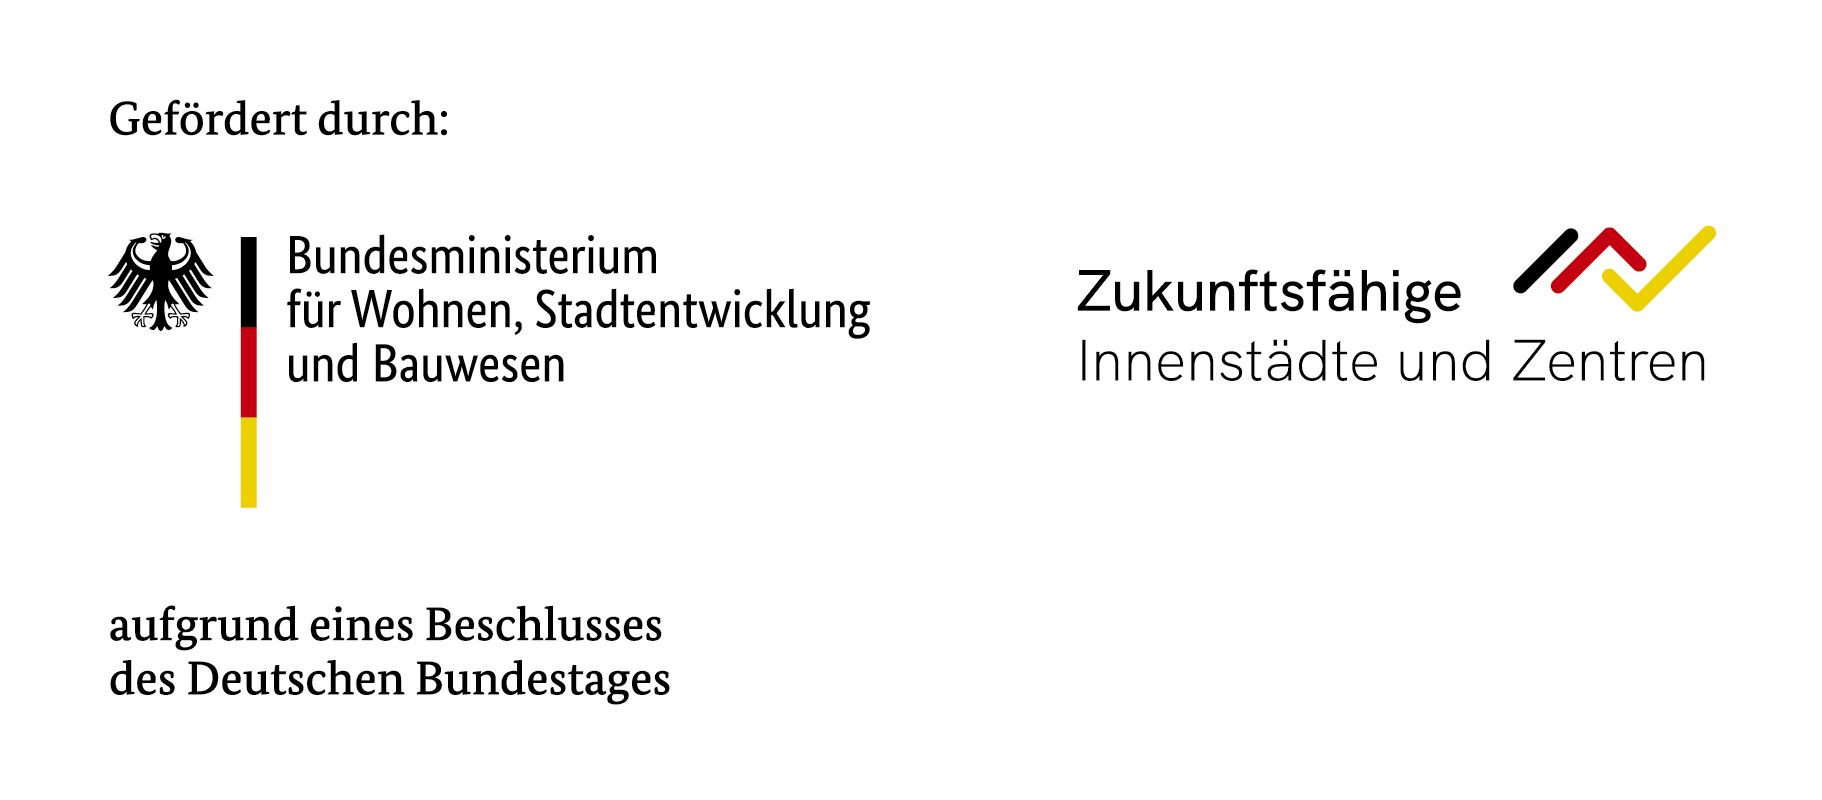 Gefördert durch:
Bundesministerium
für Wohnen, Stadtentwicklung
und Bauwesen
Zukunftsfähige
Innenstädte und Zentren
aufgrund eines Beschlusses
des Deutschen Bundestages